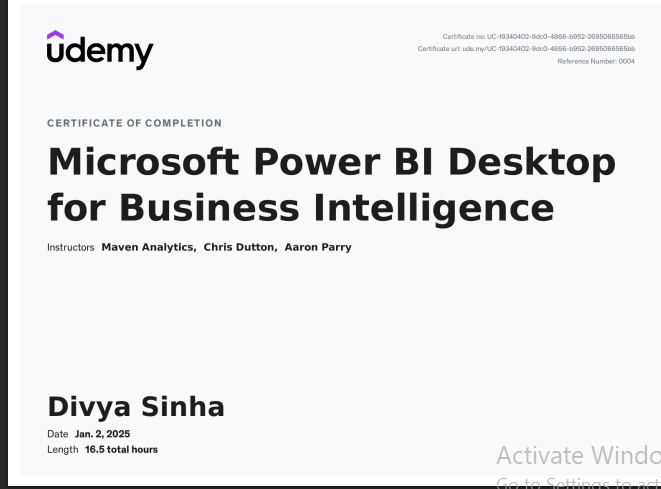 udemy
Certificate no: UC-19340402-9dc0-4866-b952-2695066565bb
Certificate url: ude.my/UC-19340402-9dc0-4866-b952-2695066565bb
Reference Number: 0004
CERTIFICATE OF COMPLETION
Microsoft Power BI Desktop
for Business Intelligence
Instructors Maven Analytics, Chris Dutton, Aaron Parry
Divya Sinha
Date Jan. 2, 2025
Length 16.5 total hours
Activate Windo
Go to Settings to act